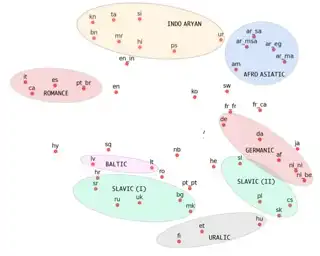 kn ta si
INDO ARYAN
bn mr hi ps ur
en_in
ar_sa
ar_msa ar_eg
ar_ma
am
AFRO ASIATIC
it
ca es pt_br
ROMANCE
en
ko
sw
fr_fr fr_ca
de
da
GERMANIC
ja
af nl_nl
nl_be
hy
sq
nb
he
lv lt
BALTIC
ro
hr
sr
SLAVIC (I)
ru uk bg
pt_pt
mk
sl
SLAVIC (II)
pl cs
sk
hu
et
fi
URALIC